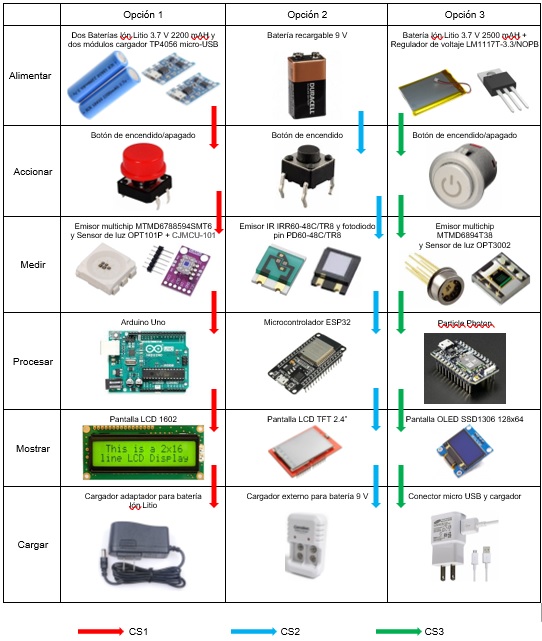 Opción 1 Opción 2 Opción 3
Alimentar
Dos Baterías Ión Litio 3.7 V 2200 mAH y
dos módulos cargador TP4056 micro-USB
Batería recargable 9 V
DURACELL
Batería Ión Litio 3.7 V 2500 mAH +
Regulador de voltaje LM1117T-3.3/NOPB
Accionar
Botón de encendido/apagado
Botón de encendido
Botón de encendido/apagado
Medir
Emisor multichip MTMD6788594SMT6
y Sensor de luz OPT101P + CJMCU-101
Emisor IR IRR60-48C/TR8 y fotodiodo
pin PD60-48C/TR8
Emisor multichip
MTMD6894T38
y Sensor de luz OPT3002
Procesar
Arduino Uno
Microcontrolador ESP32
Particle Photon
Mostrar
Pantalla LCD 1602
This is a 2x16
line LCD Display
Pantalla LCD TFT 2.4"
Pantalla OLED SSD1306 128x64
Cargar
Cargador adaptador para batería
Ión Litio
Cargador externo para batería 9 V
Conector micro USB y cargador
CS1 CS2 CS3